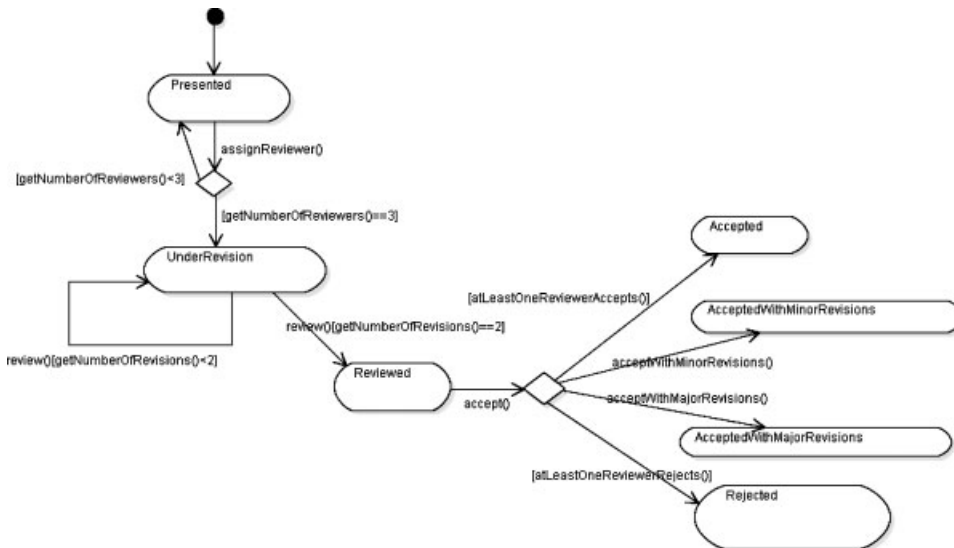 Presented
assignReviewer()
[getNumberOfReviewers()<3]
[getNumberOfReviewers()==3]
UnderRevision
review()[getNumberOfRevisions()<2]
review()[getNumberOfRevisions()==2]
Reviewed
accept()
[atLeastOneReviewerAccepts()]
Accepted
AcceptedWithMinorRevisions
acceptWithMinorRevisions()
acceptWithMajorRevisions()
AcceptedWithMajorRevisions
[atLeastOneReviewerRejects()]
Rejected